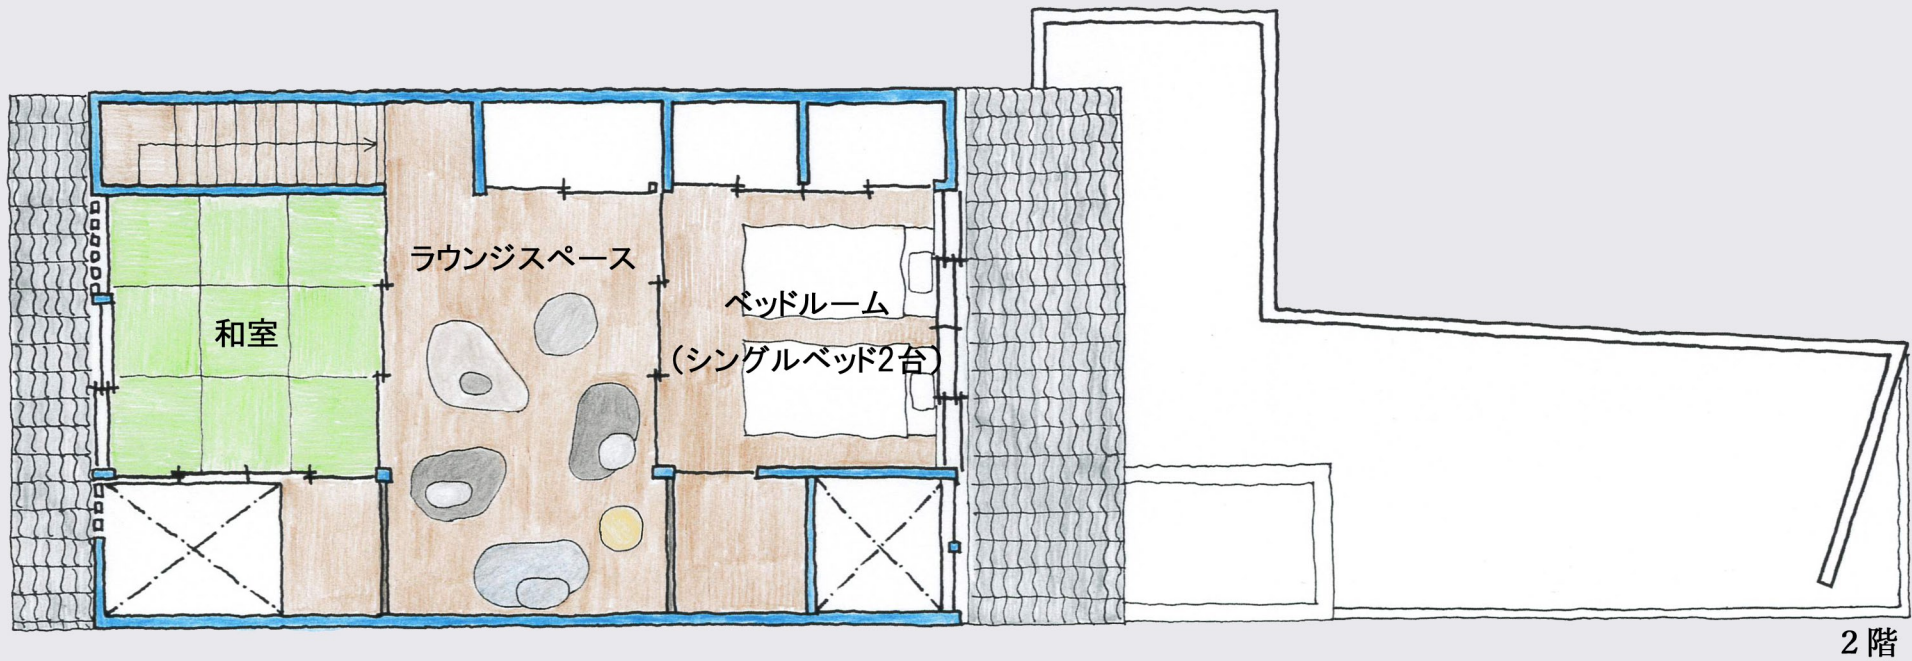 ラウンジスペース
和室
ベッドルーム
(シングルベッド2台)
2階